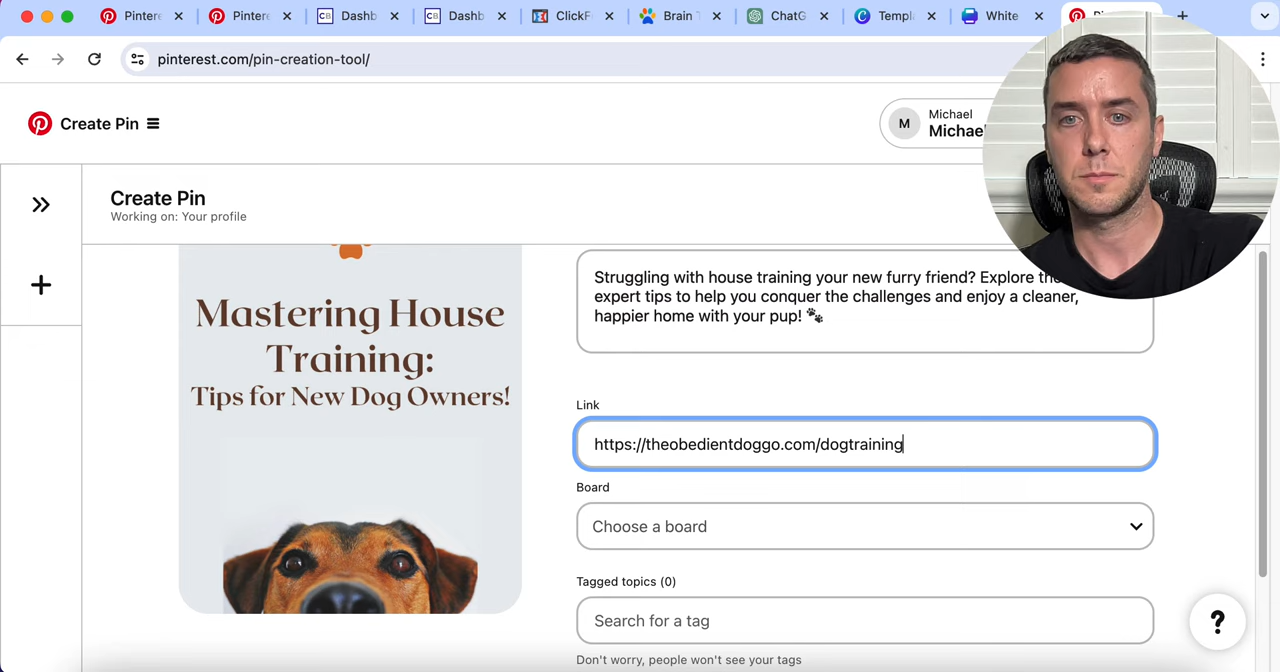 Pintere
Pintere
Dashb
Dashb
ClickF
Brain
ChatG
Templ
White
pinterest.com/pin-creation-tool/
Create Pin
M
Michael
Michael
Create Pin
Working on: Your profile
Mastering House
Training:
Tips for New Dog Owners!
Struggling with house training your new furry friend? Explore
expert tips to help you conquer the challenges and enjoy a cleaner,
happier home with your pup! 🐾
Link
https://theobedientdoggo.com/dogtraining
Board
Choose a board
Tagged topics (0)
Search for a tag
Don't worry, people won't see your tags
?